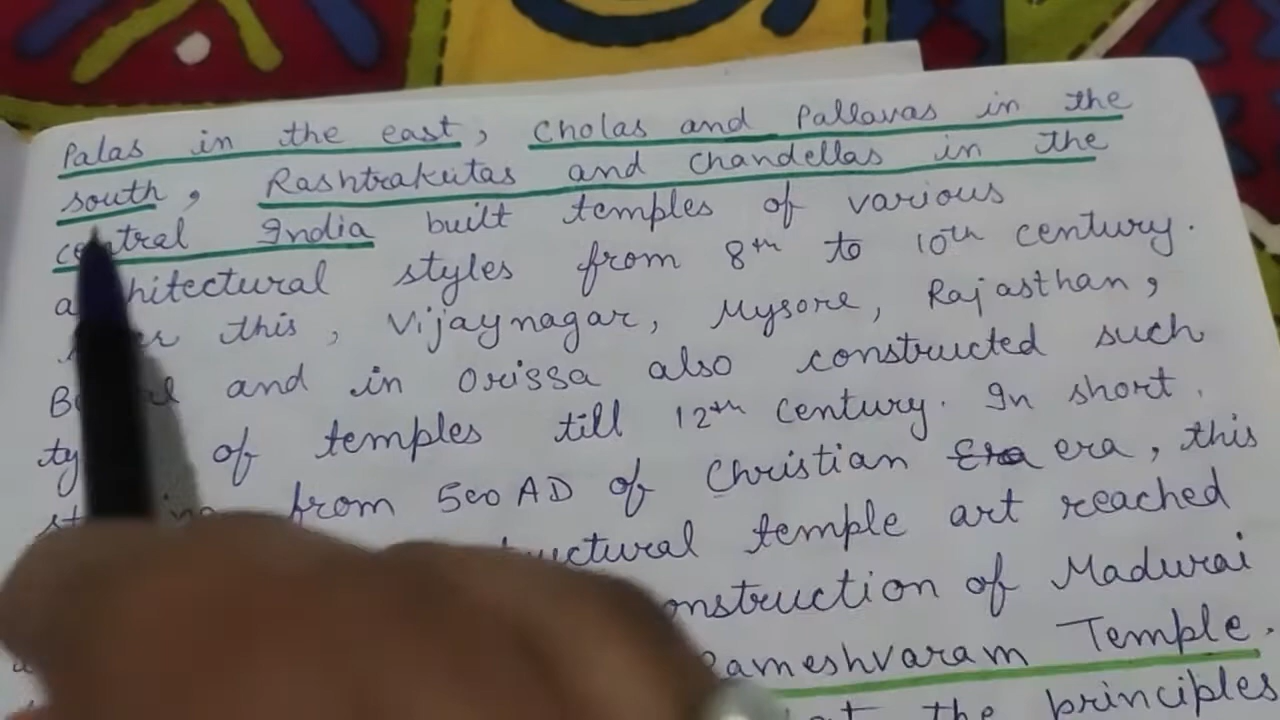 Palas in the east, Cholas and Pallavas in the
south, Rashtrakutas and Chandellas in the
central India built temples of various
architectural styles from 8th to 10th century.
this, Vijaynagar, Mysore, Rajasthan,
and in Orissa also constructed such
of temples till 12th century. In short.
from 500 AD of Christian era, this
temple art reached
of Madurai
Rameshvaram Temple.
the principles